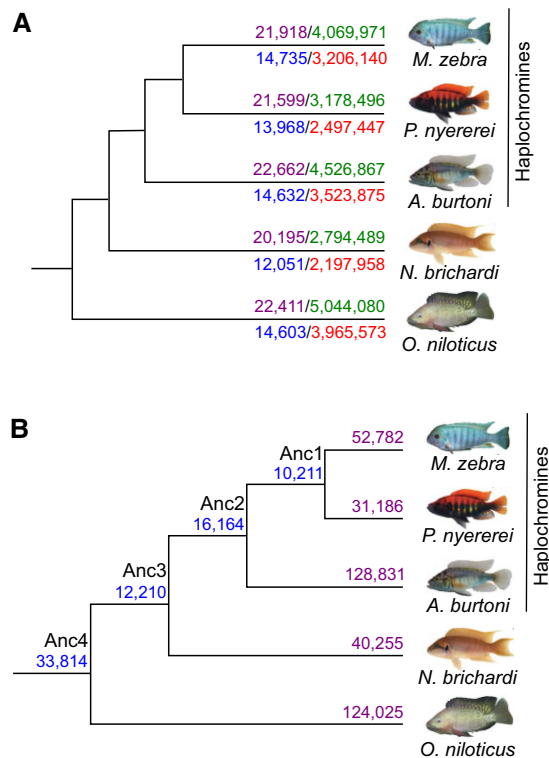 A
21,918/4,069,971
14,735/3,206,140
M. zebra
21,599/3,178,496
13,968/2,497,447
P. nyererei
22,662/4,526,867
14,632/3,523,875
A. burtoni
Haplochromines
20,195/2,794,489
12,051/2,197,958
N. brichardi
22,411/5,044,080
14,603/3,965,573
O. niloticus
B
52,782
M. zebra
Anc1
10,211
31,186
P. nyererei
Anc2
16,164
128,831
A. burtoni
Haplochromines
Anc3
12,210
40,255
N. brichardi
Anc4
33,814
124,025
O. niloticus